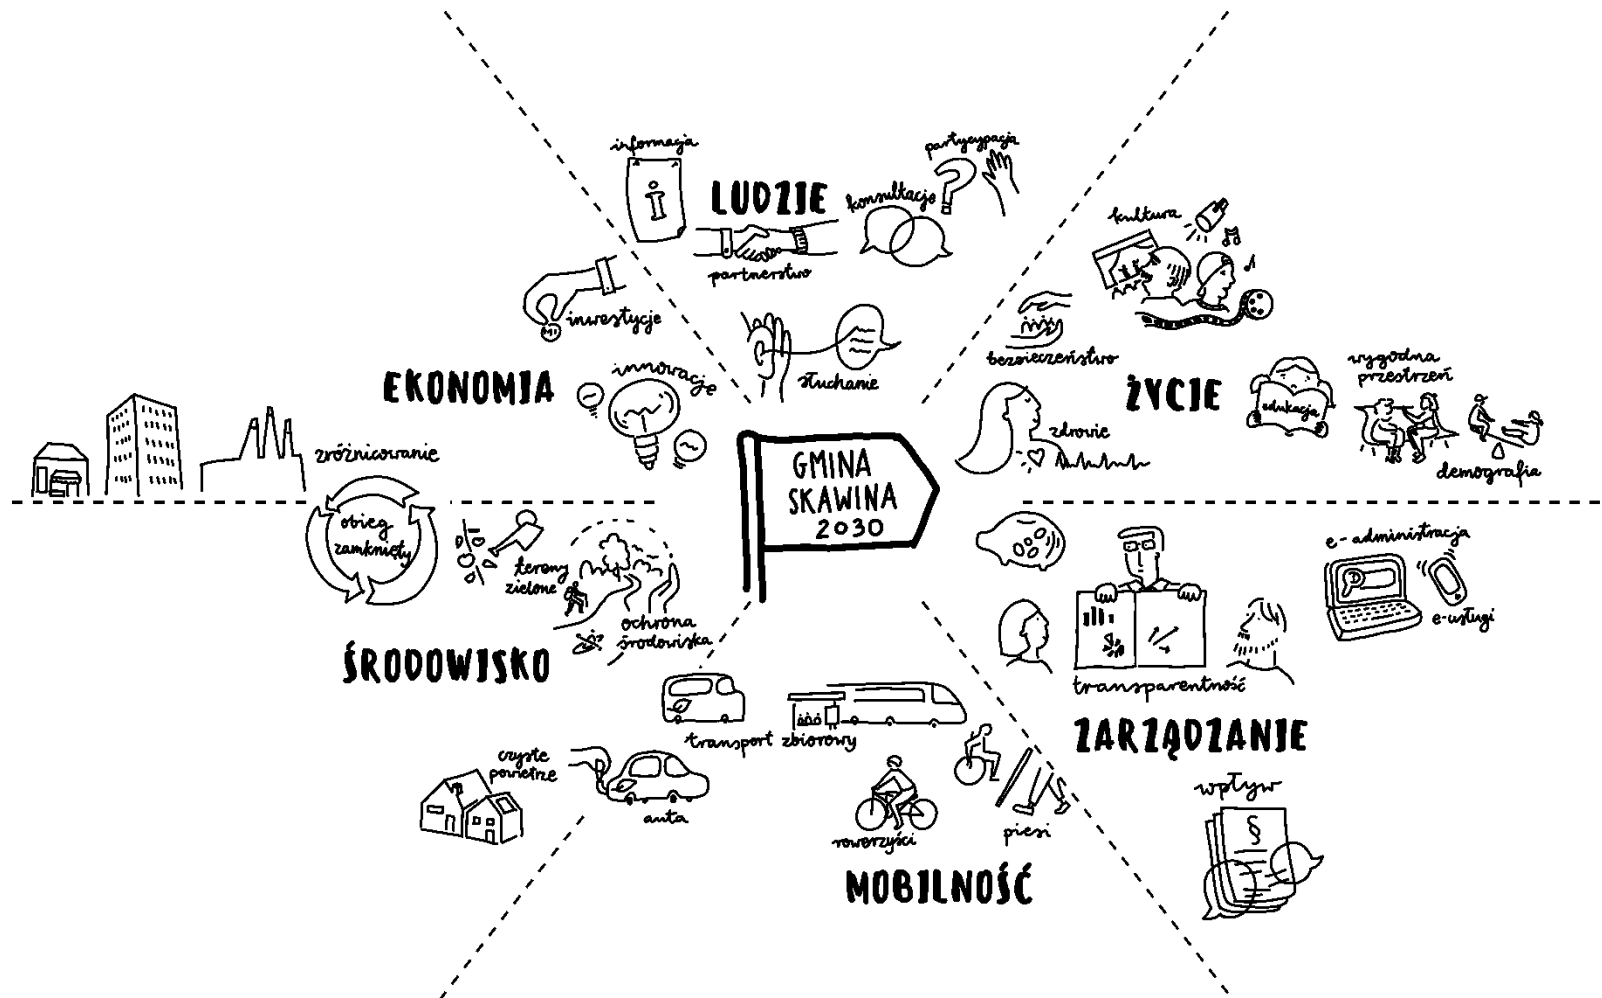 informacja
LUDZIE
partnerstwo
konsultacje
partycypacja
słuchanie
kultura
bezpieczeństwo
ŻYCIE
zdrowie
edukacja
wygodna
przestrzeń
demografia
inwestycje
innowacje
EKONOMIA
zróżnicowanie
GMINA
SKAWINA
2030
obieg
zamknięty
tereny
zielone
ochrona
środowiska
ŚRODOWISKO
czyste
powietrze
transport zbiorowy
auta
rowerzyści
piesi
MOBILNOŚĆ
e-administracja
e-usługi
transparentność
ZARZĄDZANIE
wpływ
§